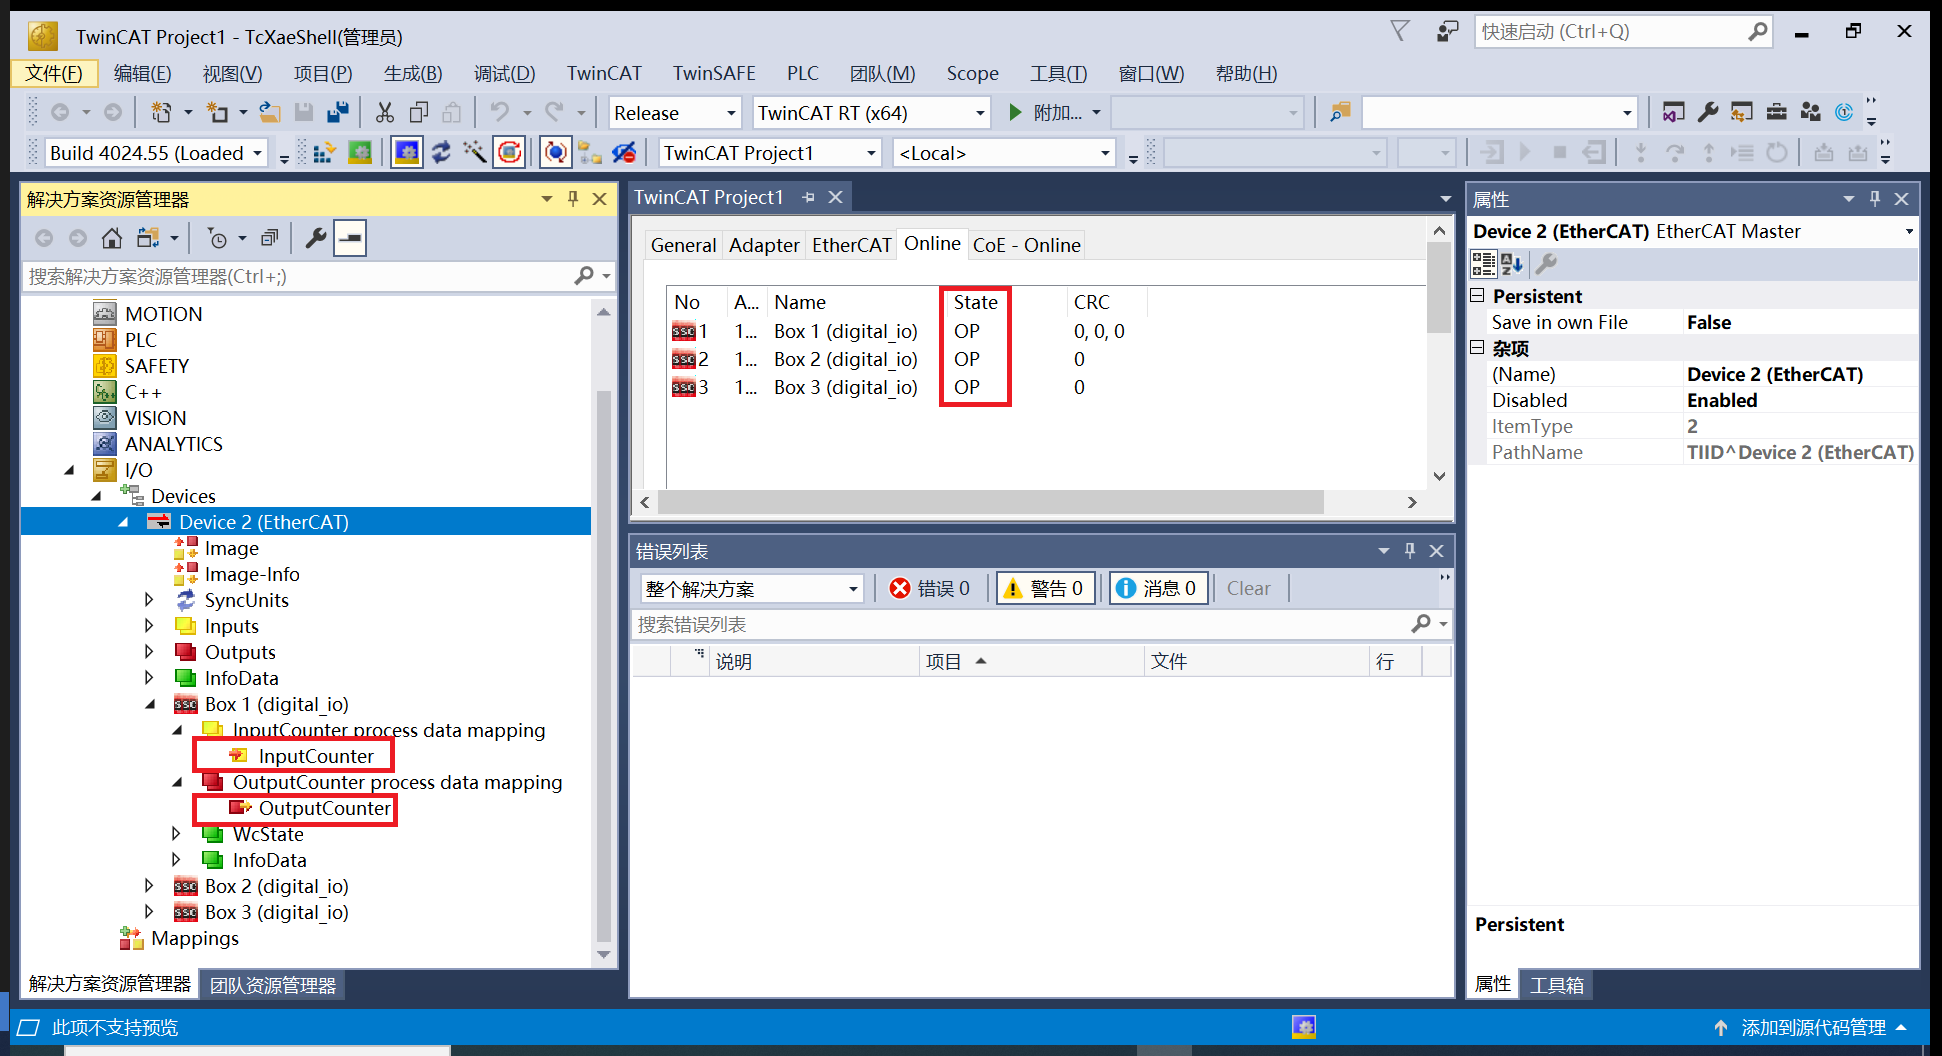 TwinCAT Project1 - TcXaeShell(管理员)
快速启动 (Ctrl+Q)
文件(F) 编辑(E) 视图(V) 项目(P) 生成(B) 调试(D) TwinCAT TwinSAFE PLC 团队(M) Scope 工具(T) 窗口(W) 帮助(H)
Release TwinCAT RT (x64) 附加...
Build 4024.55 (Loaded TwinCAT Project1 <Local>
解决方案资源管理器
搜索解决方案资源管理器(Ctrl+;)
MOTION
PLC
SAFETY
C++
VISION
ANALYTICS
I/O
Devices
Device 2 (EtherCAT)
Image
Image-Info
SyncUnits
Inputs
Outputs
InfoData
Box 1 (digital_io)
InputCounter process data mapping
InputCounter
OutputCounter process data mapping
OutputCounter
WcState
InfoData
Box 2 (digital_io)
Box 3 (digital_io)
Mappings
解决方案资源管理器 团队资源管理器
TwinCAT Project1
General Adapter EtherCAT Online CoE - Online
No A... Name State CRC
1 1... Box 1 (digital_io) OP 0, 0, 0
2 1... Box 2 (digital_io) OP 0
3 1... Box 3 (digital_io) OP 0
错误列表
整个解决方案 错误 0 警告 0 消息 0 Clear
搜索错误列表
说明 项目 文件 行
属性
Device 2 (EtherCAT) EtherCAT Master
Persistent
Save in own File False
杂项
(Name) Device 2 (EtherCAT)
Disabled Enabled
ItemType 2
PathName TIID^Device 2 (EtherCAT)
Persistent
属性 工具箱
此项不支持预览
添加到源代码管理